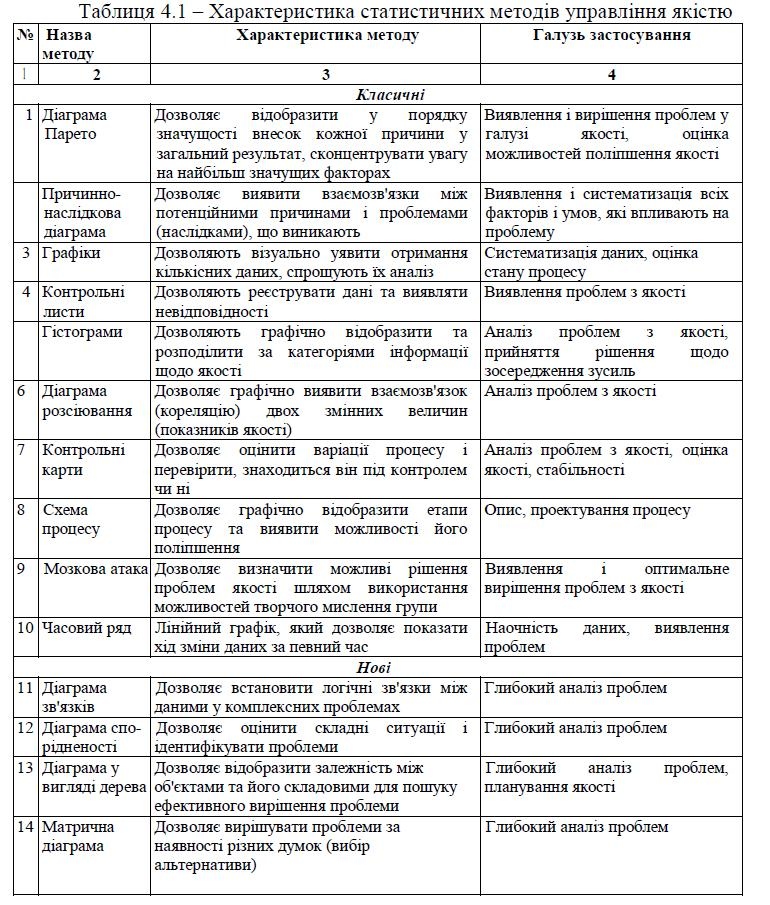 Таблиця 4.1 – Характеристика статистичних методів управління якістю
№ Назва методу Характеристика методу Галузь застосування
1 2 3 4
Класичні
1 Діаграма Дозволяє відобразити у порядку Виявлення і вирішення проблем у
Парето значущості внесок кожної причини у галузі якості, оцінка
загальний результат, сконцентрувати увагу можливостей поліпшення якості
на найбільш значущих факторах
Причинно- Дозволяє виявити взаємозв'язки між Виявлення і систематизація всіх
наслідкова потенційними причинами і проблемами факторів і умов, які впливають на
діаграма (наслідками), що виникають проблему
3 Графіки Дозволяють візуально уявити отримання Систематизація даних, оцінка
кількісних даних, спрошують їх аналіз стану процесу
4 Контрольні Дозволяють реєструвати дані та виявляти Виявлення проблем з якості
листи невідповідності
Гістограми Дозволяють графічно відобразити та Аналіз проблем з якості,
розподілити за категоріями інформації прийняття рішення щодо
щодо якості зосередження зусиль
6 Діаграма Дозволяє графічно виявити взаємозв'язок Аналіз проблем з якості
розсіювання (кореляцію) двох змінних величин
(показників якості)
7 Контрольні Дозволяє оцінити варіації процесу і Аналіз проблем з якості, оцінка
карти перевірити, знаходиться він під контролем якості, стабільності
чи ні
8 Схема Дозволяє графічно відобразити етапи Опис, проектування процесу
процесу процесу та виявити можливості його
поліпшення
9 Мозкова атака Дозволяє визначити можливі рішення Виявлення і оптимальне
проблем якості шляхом використання вирішення проблем з якості
можливостей творчого мислення групи
10 Часовий ряд Лінійний графік, який дозволяє показати Наочність даних, виявлення
хід зміни даних за певний час проблем
Нові
11 Діаграма Дозволяє встановити логічні зв'язки між Глибокий аналіз проблем
зв'язків даними у комплексних проблемах
12 Діаграма спо- Дозволяє оцінити складні ситуації і Глибокий аналіз проблем
рідненості ідентифікувати проблеми
13 Діаграма у Дозволяє відобразити залежність між Глибокий аналіз проблем,
вигляді дерева об'єктами та його складовими для пошуку планування якості
ефективного вирішення проблеми
14 Матрична Дозволяє вирішувати проблеми за Глибокий аналіз проблем
діаграма наявності різних думок (вибір
альтернативи)